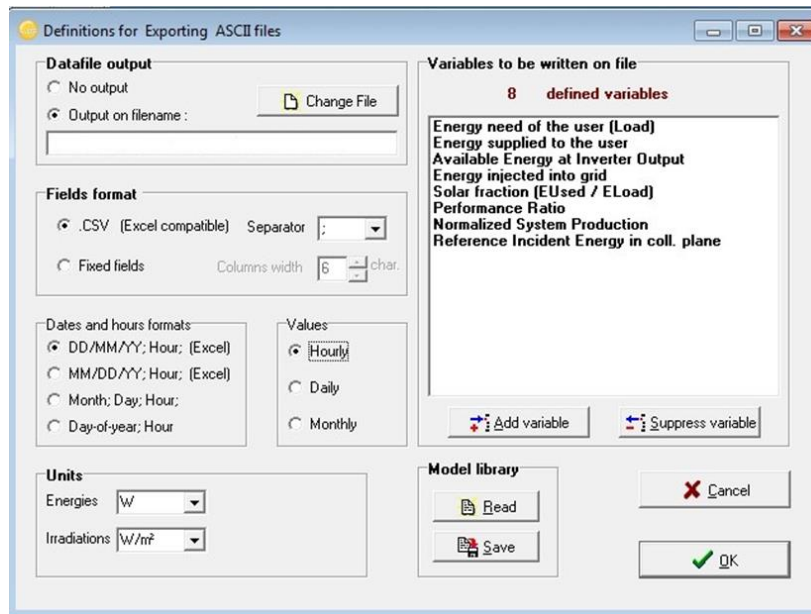 Definitions for Exporting ASCII files
Datafile output
No output
Output on filename :
Change File
Fields format
.CSV (Excel compatible) Separator ;
Fixed fields Columns width 6 char.
Dates and hours formats
DD/MM/YY; Hour; (Excel)
MM/DD/YY; Hour; (Excel)
Month; Day; Hour;
Day-of-year; Hour
Values
Hourly
Daily
Monthly
Units
Energies W
Irradiations W/m²
Variables to be written on file
8 defined variables
Energy need of the user (Load)
Energy supplied to the user
Available Energy at Inverter Output
Energy injected into grid
Solar fraction (EUsed / ELoad)
Performance Ratio
Normalized System Production
Reference Incident Energy in coll. plane
Add variable
Suppress variable
Model library
Read
Save
Cancel
OK